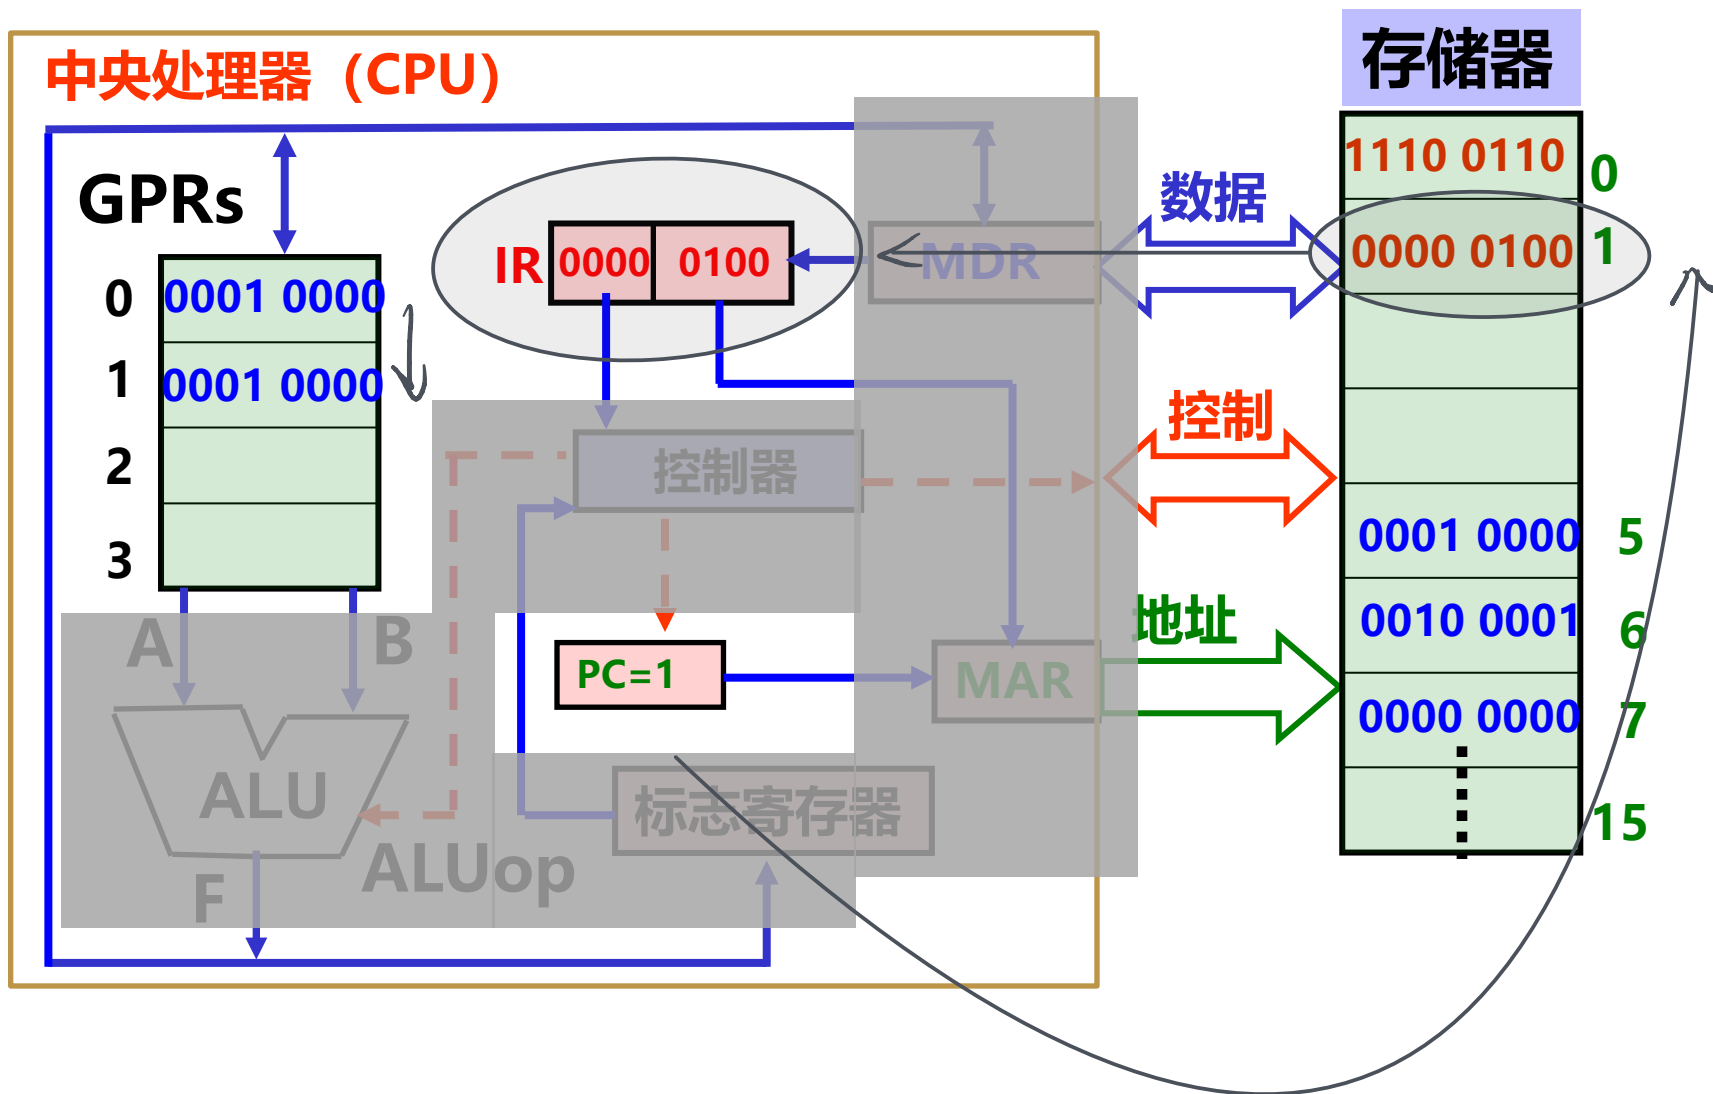 中央处理器（CPU）
存储器
GPRs
0 0001 0000
1 0001 0000
2
3
IR 0000 0100
MDR
数据
1110 0110 0
0000 0100 1
控制器
控制
0001 0000 5
A
B
PC=1
MAR
地址
0010 0001 6
0000 0000 7
ALU
标志寄存器
15
ALUop
F